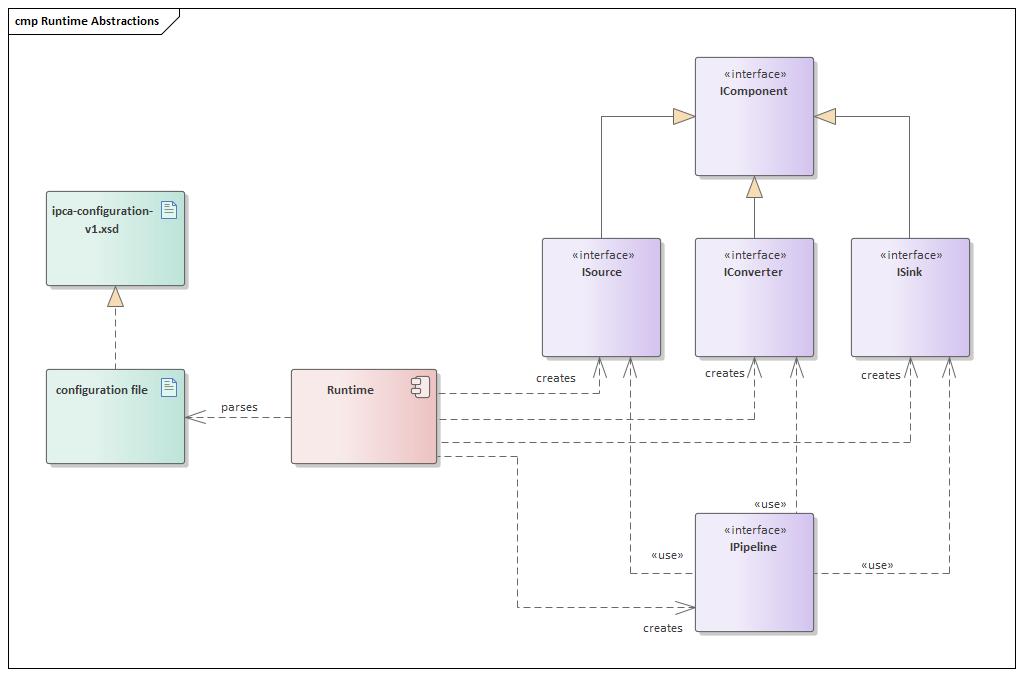 cmp Runtime Abstractions
«interface»
IComponent
ipca-configuration-
v1.xsd
«interface»
ISource
«interface»
IConverter
«interface»
ISink
configuration file
parses
Runtime
creates
creates
creates
«use»
«interface»
IPipeline
«use»
«use»
creates